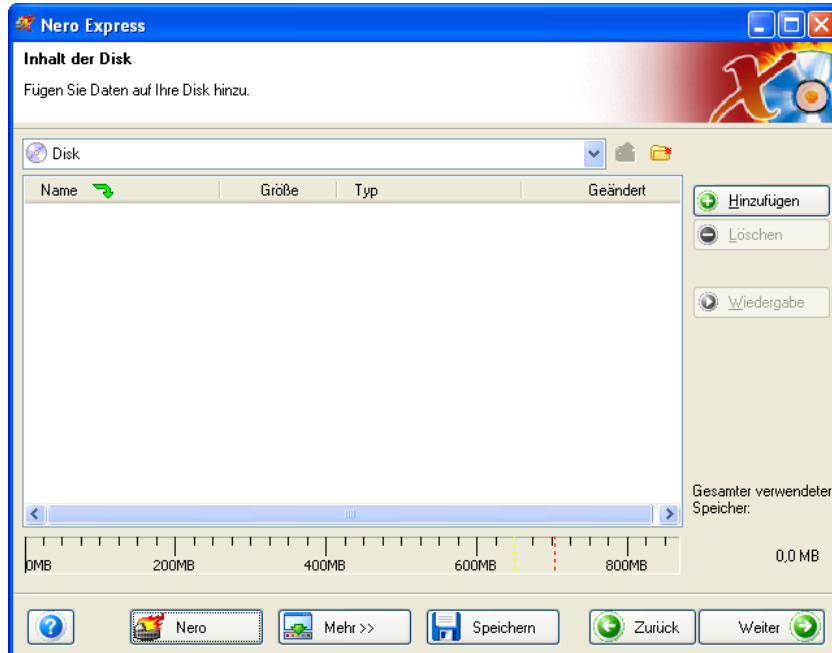 Nero Express
Inhalt der Disk
Fügen Sie Daten auf Ihre Disk hinzu.
Disk
Name Größe Typ Geändert
Hinzufügen
Löschen
Wiedergabe
Gesamter verwendeter
Speicher:
0,0 MB
0MB 200MB 400MB 600MB 800MB
Nero Mehr >> Speichern Zurück Weiter